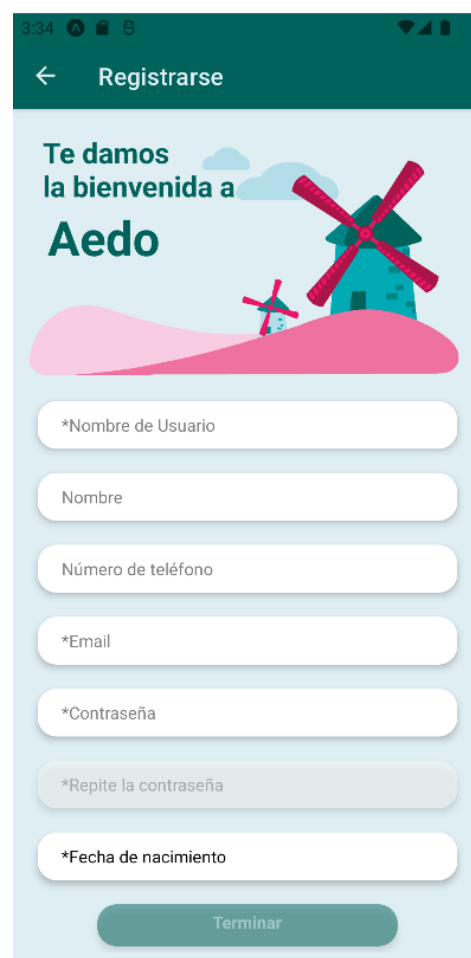 3:34
Registrarse
Te damos
la bienvenida a
Aedo
*Nombre de Usuario
Nombre
Número de teléfono
*Email
*Contraseña
*Repite la contraseña
*Fecha de nacimiento
Terminar